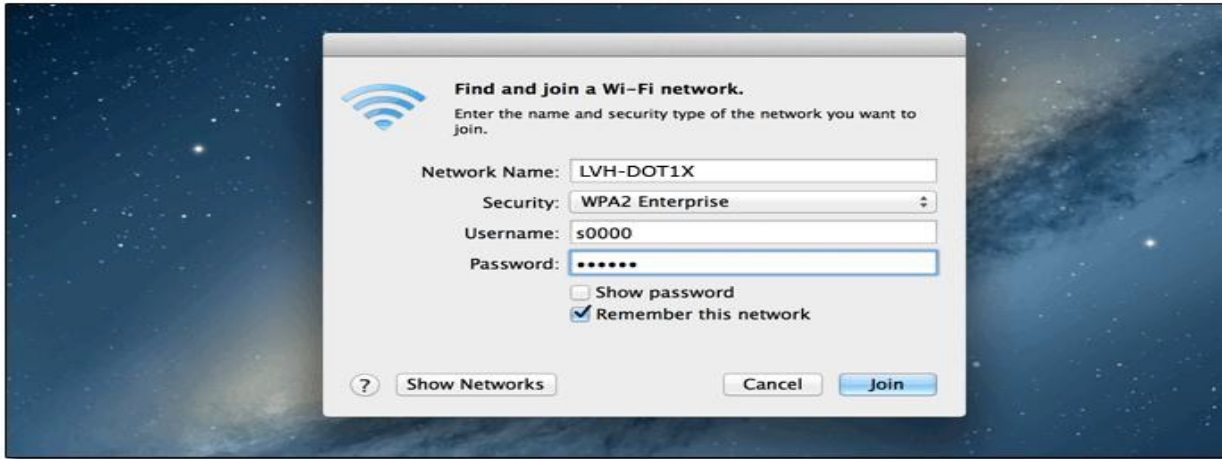 Find and join a Wi-Fi network.
Enter the name and security type of the network you want to
join.
Network Name: LVH-DOT1X
Security: WPA2 Enterprise
Username: s0000
Password: ••••••
Show password
Remember this network
? Show Networks Cancel Join